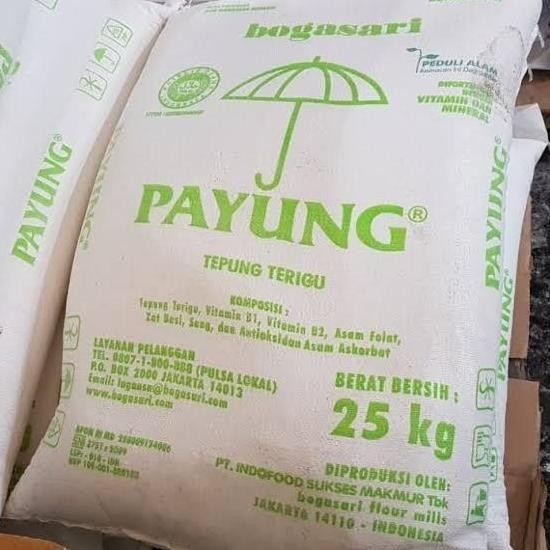 bogasari
PEDULI ALAM
VITAMIN DAN
MINERAL
PAYUNG®
PAYUNG®
TEPUNG TERIGU
KOMPOSISI :
Tepung Terigu, Vitamin B1, Vitamin B2, Asam Folat,
Zat Besi, Seng, dan Antioksidan Asam Askorbat
LAYANAN PELANGGAN
TEL. 0807-1-800-888 (PULSA LOKAL)
P.O. BOX 2000 JAKARTA 14013
www.bogasari.com
BERAT BERSIH :
25 kg
DIPRODUKSI OLEH:
PT. INDOFOOD SUKSES MAKMUR Tbk
bogasari flour mills
JAKARTA 14110 - INDONESIA
PAYUNG®
PAYUNG®